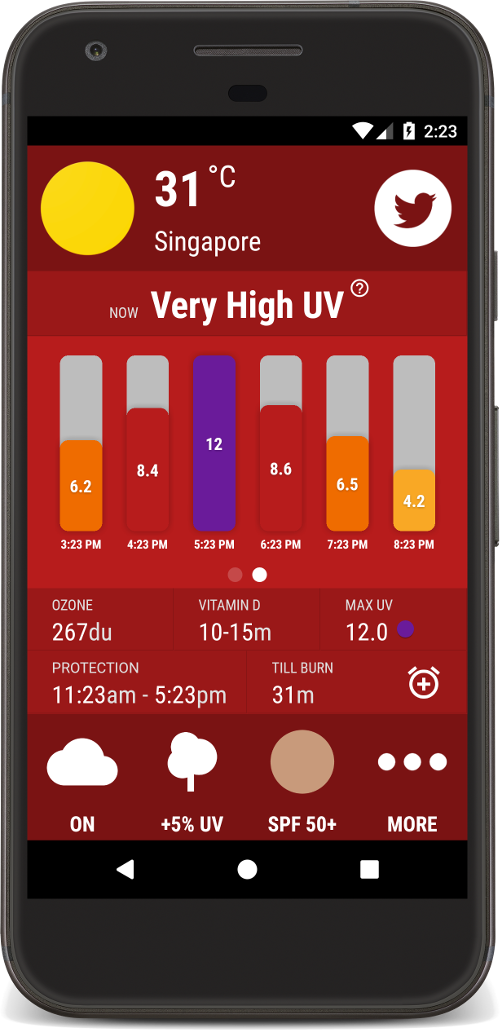 2:23
31 °C
Singapore
NOW Very High UV ?
6.2 8.4 12 8.6 6.5 4.2
3:23 PM 4:23 PM 5:23 PM 6:23 PM 7:23 PM 8:23 PM
OZONE VITAMIN D MAX UV
267du 10-15m 12.0
PROTECTION TILL BURN
11:23am - 5:23pm 31m
ON +5% UV SPF 50+ MORE